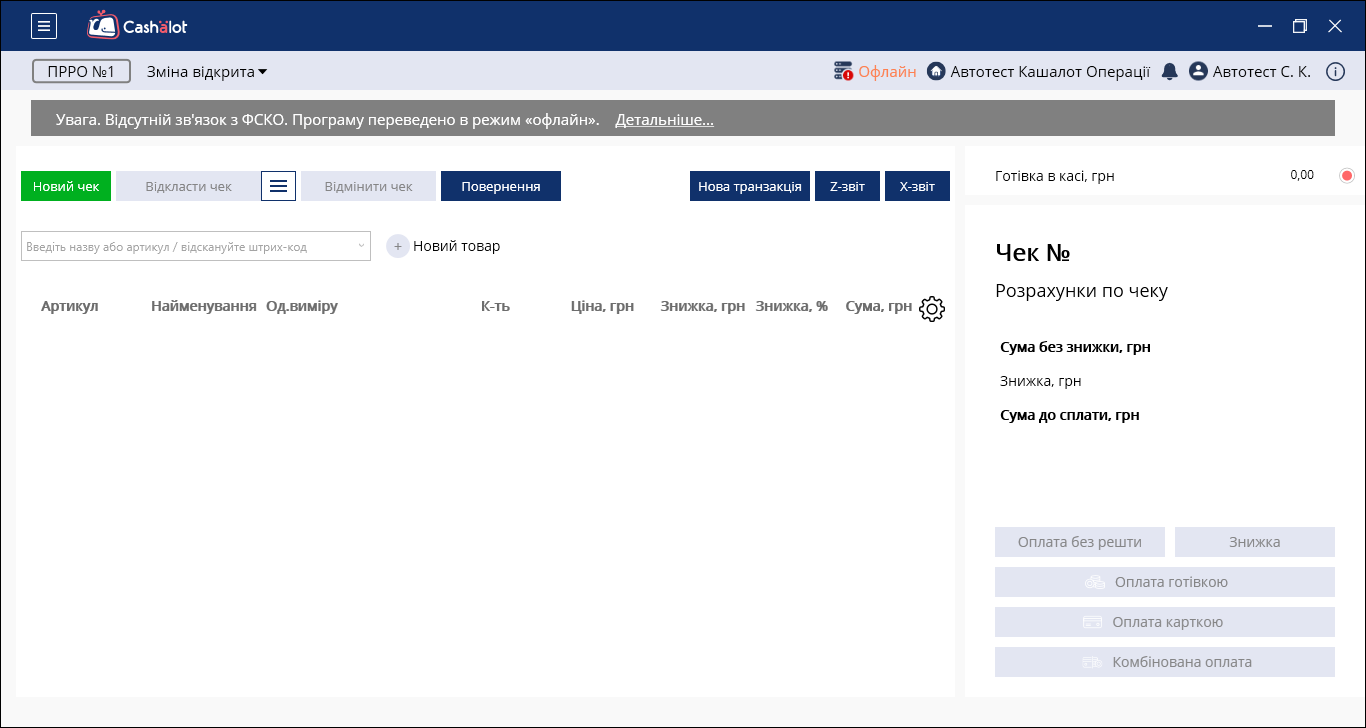 Cashalot
ПРРО №1 Зміна відкрита Офлайн Автотест Кашалот Операції Автотест С. К.
Увага. Відсутній зв'язок з ФСКО. Програму переведено в режим «офлайн». Детальніше...
Новий чек Відкласти чек Відмінити чек Повернення Нова транзакція Z-звіт X-звіт
Готівка в касі, грн 0,00
Введіть назву або артикул / відскануйте штрих-код + Новий товар
Артикул Найменування Од.виміру К-ть Ціна, грн Знижка, грн Знижка, % Сума, грн
Чек №
Розрахунки по чеку
Сума без знижки, грн
Знижка, грн
Сума до сплати, грн
Оплата без решти Знижка
Оплата готівкою
Оплата карткою
Комбінована оплата